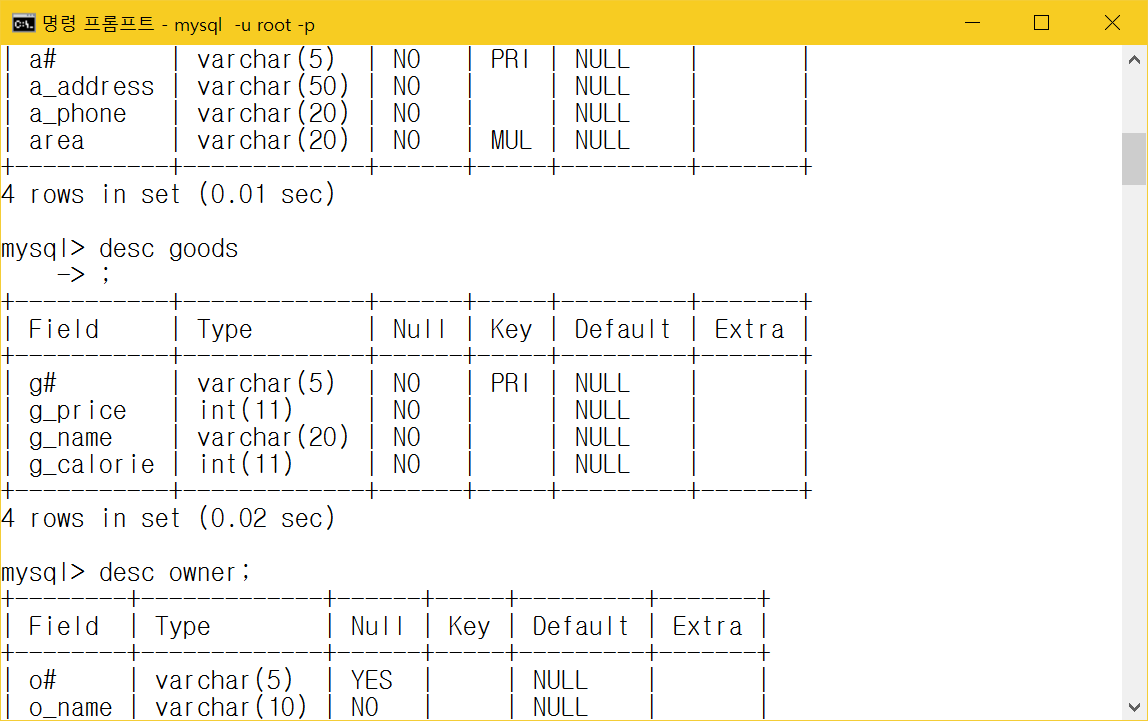 명령 프롬프트 - mysql  -u root -p
| a#        | varchar(5)  | NO   | PRI | NULL    |       |
| a_address | varchar(50) | NO   |     | NULL    |       |
| a_phone   | varchar(20) | NO   |     | NULL    |       |
| area      | varchar(20) | NO   | MUL | NULL    |       |
+-----------+-------------+------+-----+---------+-------+
4 rows in set (0.01 sec)

mysql> desc goods
    -> ;
+-----------+-------------+------+-----+---------+-------+
| Field     | Type        | Null | Key | Default | Extra |
+-----------+-------------+------+-----+---------+-------+
| g#        | varchar(5)  | NO   | PRI | NULL    |       |
| g_price   | int(11)     | NO   |     | NULL    |       |
| g_name    | varchar(20) | NO   |     | NULL    |       |
| g_calorie | int(11)     | NO   |     | NULL    |       |
+-----------+-------------+------+-----+---------+-------+
4 rows in set (0.02 sec)

mysql> desc owner;
+--------+-------------+------+-----+---------+-------+
| Field  | Type        | Null | Key | Default | Extra |
+--------+-------------+------+-----+---------+-------+
| o#     | varchar(5)  | YES  |     | NULL    |       |
| o_name | varchar(10) | NO   |     | NULL    |       |